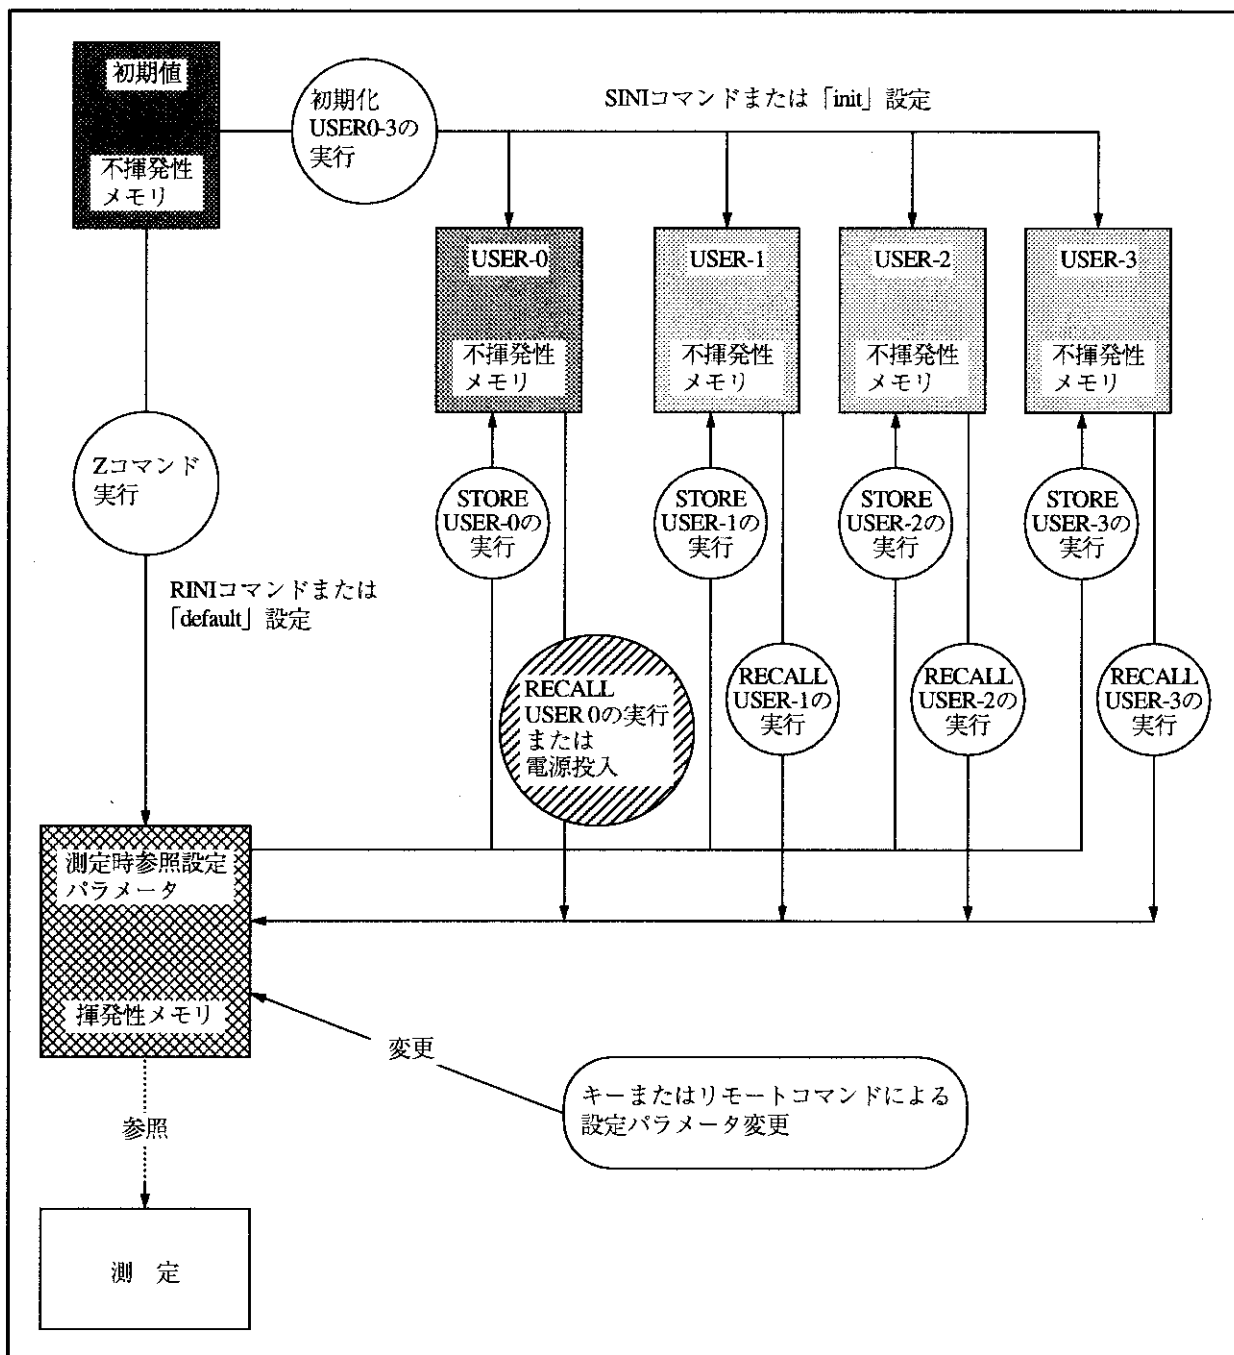 初期値
不揮発性
メモリ
初期化
USER0-3の
実行
SINIコマンドまたは「init」設定
USER-0
不揮発性
メモリ
USER-1
不揮発性
メモリ
USER-2
不揮発性
メモリ
USER-3
不揮発性
メモリ
Zコマンド
実行
STORE
USER-0の
実行
STORE
USER-1の
実行
STORE
USER-2の
実行
STORE
USER-3の
実行
RINIコマンドまたは
「default」設定
RECALL
USER 0の実行
または
電源投入
RECALL
USER-1の
実行
RECALL
USER-2の
実行
RECALL
USER-3の
実行
測定時参照設定
パラメータ
揮発性メモリ
変更
キーまたはリモートコマンドによる
設定パラメータ変更
参照
測 定